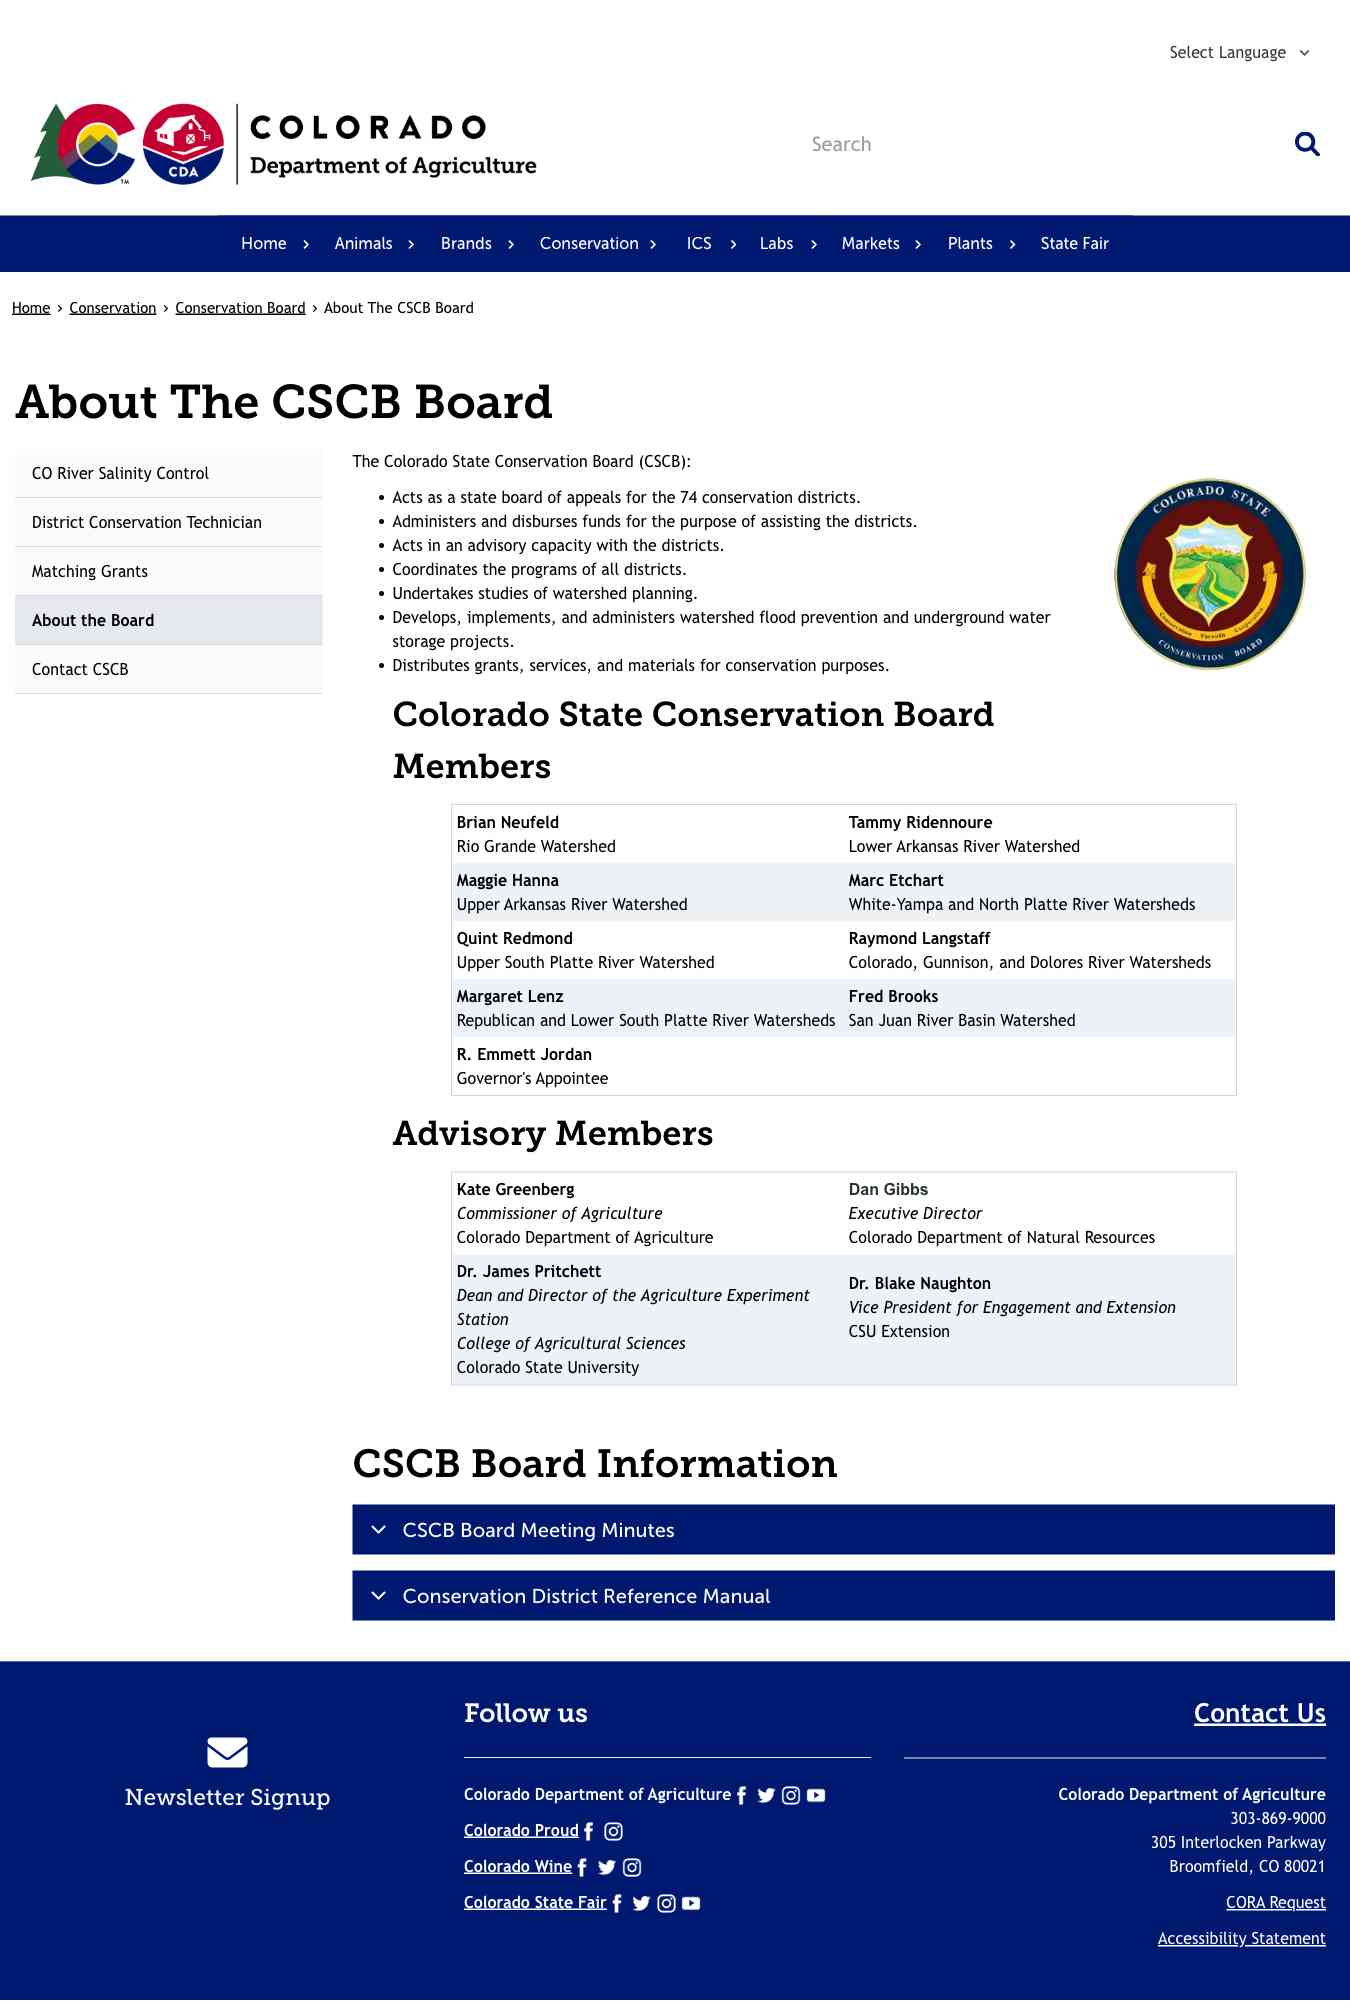 Select Language
COLORADO
Department of Agriculture
CDA
TM
Search
Home Animals Brands Conservation ICS Labs Markets Plants State Fair
Home › Conservation › Conservation Board › About The CSCB Board
About The CSCB Board
CO River Salinity Control
District Conservation Technician
Matching Grants
About the Board
Contact CSCB
The Colorado State Conservation Board (CSCB):
• Acts as a state board of appeals for the 74 conservation districts.
• Administers and disburses funds for the purpose of assisting the districts.
• Acts in an advisory capacity with the districts.
• Coordinates the programs of all districts.
• Undertakes studies of watershed planning.
• Develops, implements, and administers watershed flood prevention and underground water
storage projects.
• Distributes grants, services, and materials for conservation purposes.
COLORADO STATE
Conservation Through Cooperation
CONSERVATION BOARD
Colorado State Conservation Board
Members
Brian Neufeld
Rio Grande Watershed
Tammy Ridennoure
Lower Arkansas River Watershed
Maggie Hanna
Upper Arkansas River Watershed
Marc Etchart
White-Yampa and North Platte River Watersheds
Quint Redmond
Upper South Platte River Watershed
Raymond Langstaff
Colorado, Gunnison, and Dolores River Watersheds
Margaret Lenz
Republican and Lower South Platte River Watersheds
Fred Brooks
San Juan River Basin Watershed
R. Emmett Jordan
Governor's Appointee
Advisory Members
Kate Greenberg
Commissioner of Agriculture
Colorado Department of Agriculture
Dan Gibbs
Executive Director
Colorado Department of Natural Resources
Dr. James Pritchett
Dean and Director of the Agriculture Experiment
Station
College of Agricultural Sciences
Colorado State University
Dr. Blake Naughton
Vice President for Engagement and Extension
CSU Extension
CSCB Board Information
CSCB Board Meeting Minutes
Conservation District Reference Manual
Newsletter Signup
Follow us
Colorado Department of Agriculture
Colorado Proud
Colorado Wine
Colorado State Fair
Contact Us
Colorado Department of Agriculture
303-869-9000
305 Interlocken Parkway
Broomfield, CO 80021
CORA Request
Accessibility Statement